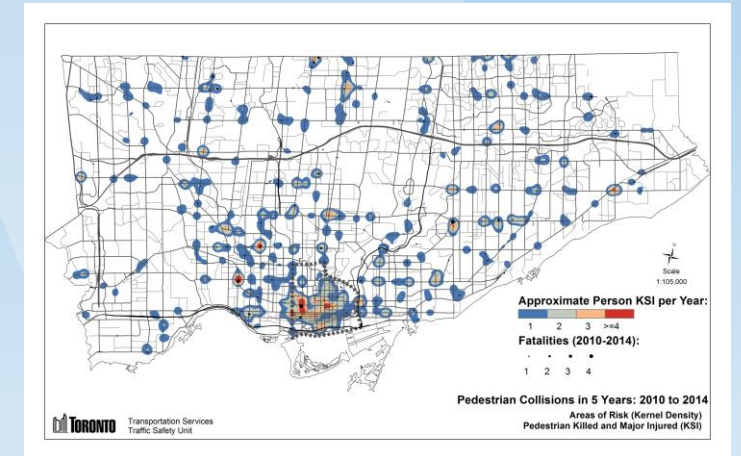 N
Scale
1:105,000
Approximate Person KSI per Year:
1 2 3 >=4
Fatalities (2010-2014):
1 2 3 4
Pedestrian Collisions in 5 Years: 2010 to 2014
Areas of Risk (Kernel Density)
Pedestrian Killed and Major Injured (KSI)
TORONTO Transportation Services
Traffic Safety Unit